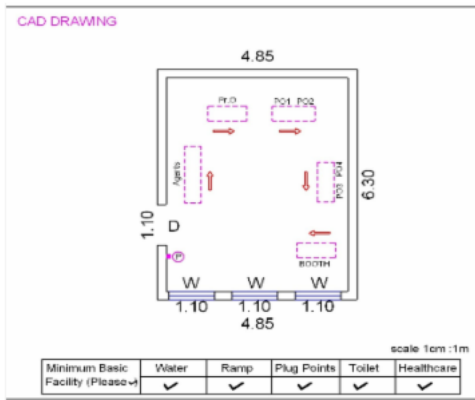 CAD DRAWING
4.85
Pr.O
PO1 PO2
Agents
PO3 PO4
6.30
1.10
D
P
BOOTH
W W W
1.10 1.10 1.10
4.85
scale 1cm :1m
Minimum Basic Facility (Please✓) Water Ramp Plug Points Toilet Healthcare
✓ ✓ ✓ ✓ ✓